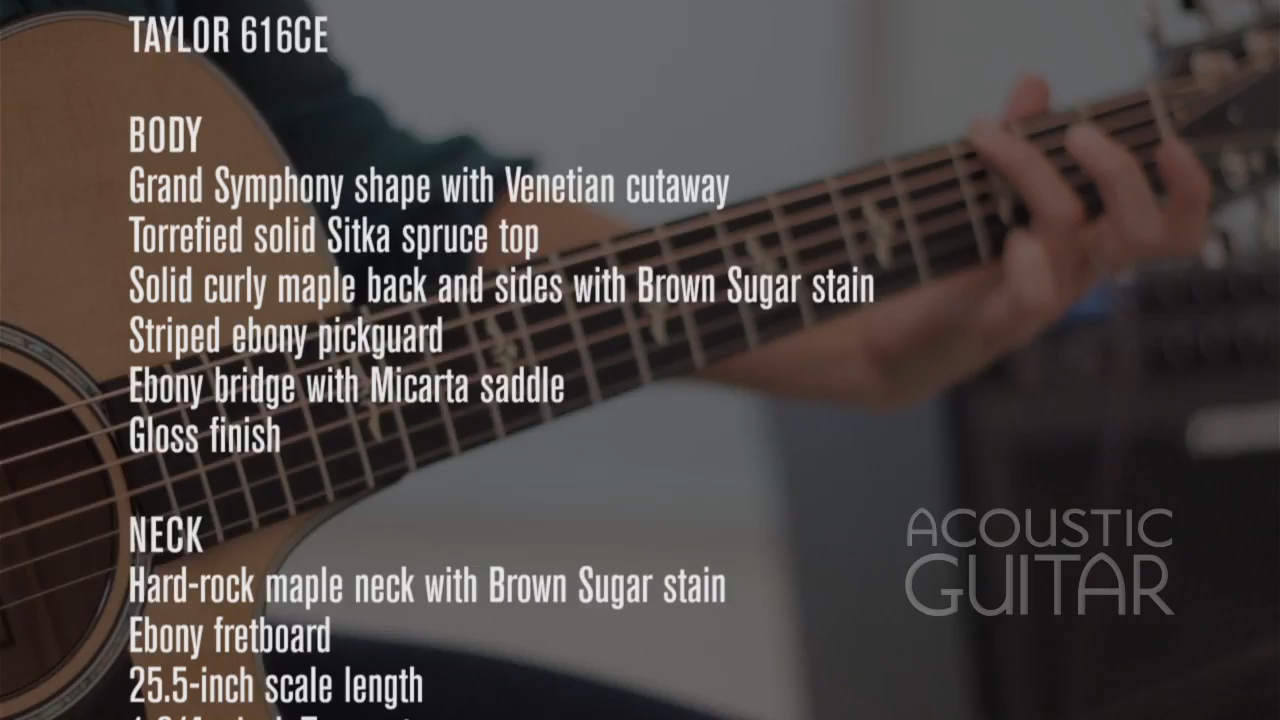 TAYLOR 616CE
BODY
Grand Symphony shape with Venetian cutaway
Torrefied solid Sitka spruce top
Solid curly maple back and sides with Brown Sugar stain
Striped ebony pickguard
Ebony bridge with Micarta saddle
Gloss finish
NECK
Hard-rock maple neck with Brown Sugar stain
Ebony fretboard
25.5-inch scale length
ACOUSTIC
GUITAR